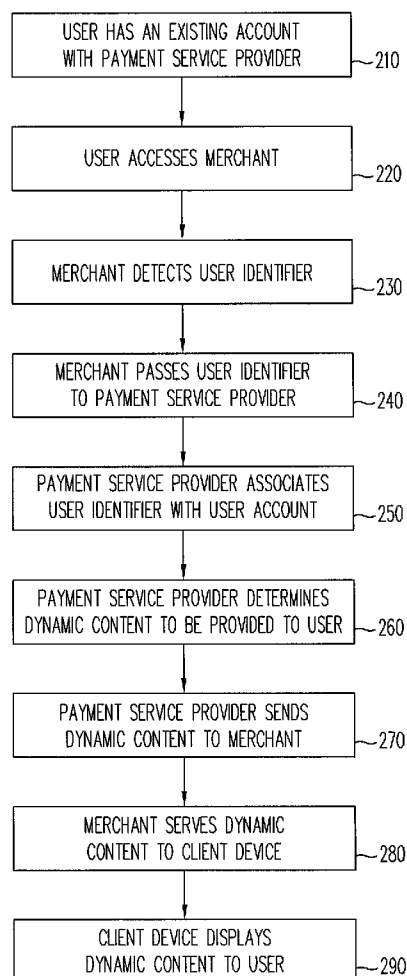 USER HAS AN EXISTING ACCOUNT
WITH PAYMENT SERVICE PROVIDER
210
USER ACCESSES MERCHANT
220
MERCHANT DETECTS USER IDENTIFIER
230
MERCHANT PASSES USER IDENTIFIER
TO PAYMENT SERVICE PROVIDER
240
PAYMENT SERVICE PROVIDER ASSOCIATES
USER IDENTIFIER WITH USER ACCOUNT
250
PAYMENT SERVICE PROVIDER DETERMINES
DYNAMIC CONTENT TO BE PROVIDED TO USER
260
PAYMENT SERVICE PROVIDER SENDS
DYNAMIC CONTENT TO MERCHANT
270
MERCHANT SERVES DYNAMIC
CONTENT TO CLIENT DEVICE
280
CLIENT DEVICE DISPLAYS
DYNAMIC CONTENT TO USER
290